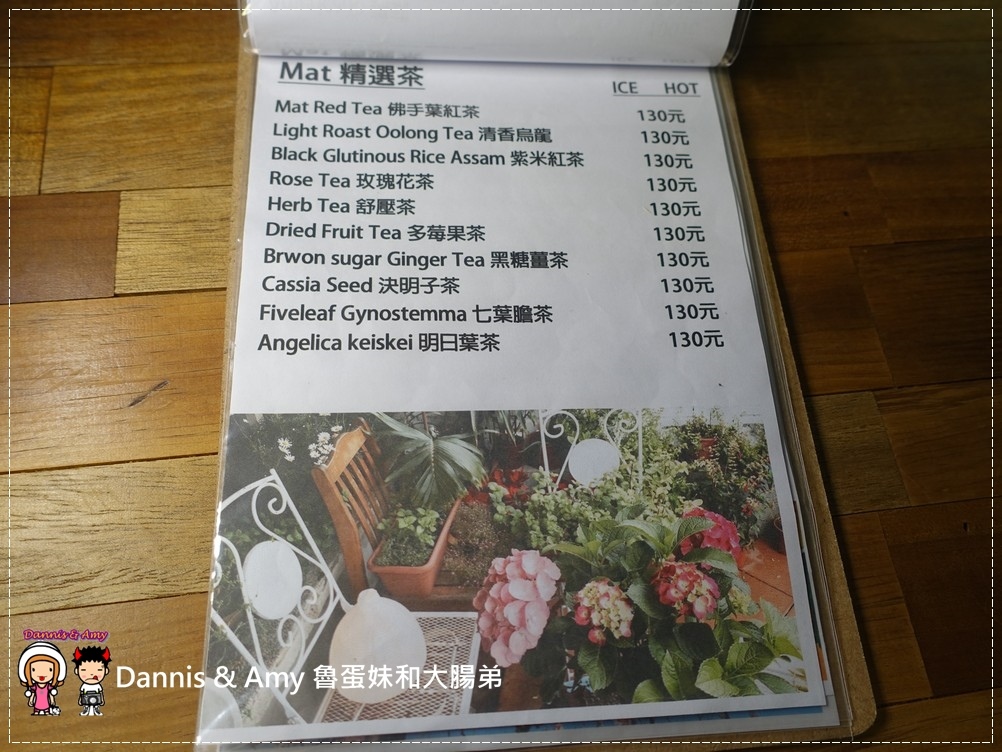 Mat 精選茶
ICE HOT
Mat Red Tea 佛手葉紅茶 130元
Light Roast Oolong Tea 清香烏龍 130元
Black Glutinous Rice Assam 紫米紅茶 130元
Rose Tea 玫瑰花茶 130元
Herb Tea 舒壓茶 130元
Dried Fruit Tea 多莓果茶 130元
Brwon sugar Ginger Tea 黑糖薑茶 130元
Cassia Seed 決明子茶 130元
Fiveleaf Gynostemma 七葉膽茶 130元
Angelica keiskei 明日葉茶 130元
Dannis & Amy
Dannis & Amy 魯蛋妹和大腸弟